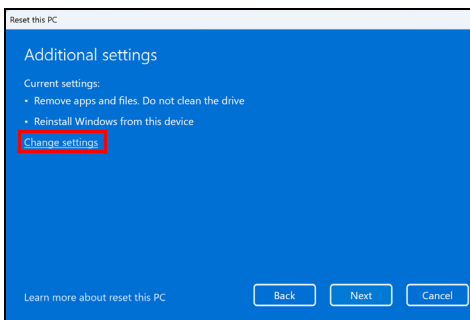 Reset this PC
Additional settings
Current settings:
• Remove apps and files. Do not clean the drive
• Reinstall Windows from this device
Change settings
Learn more about reset this PC
Back
Next
Cancel